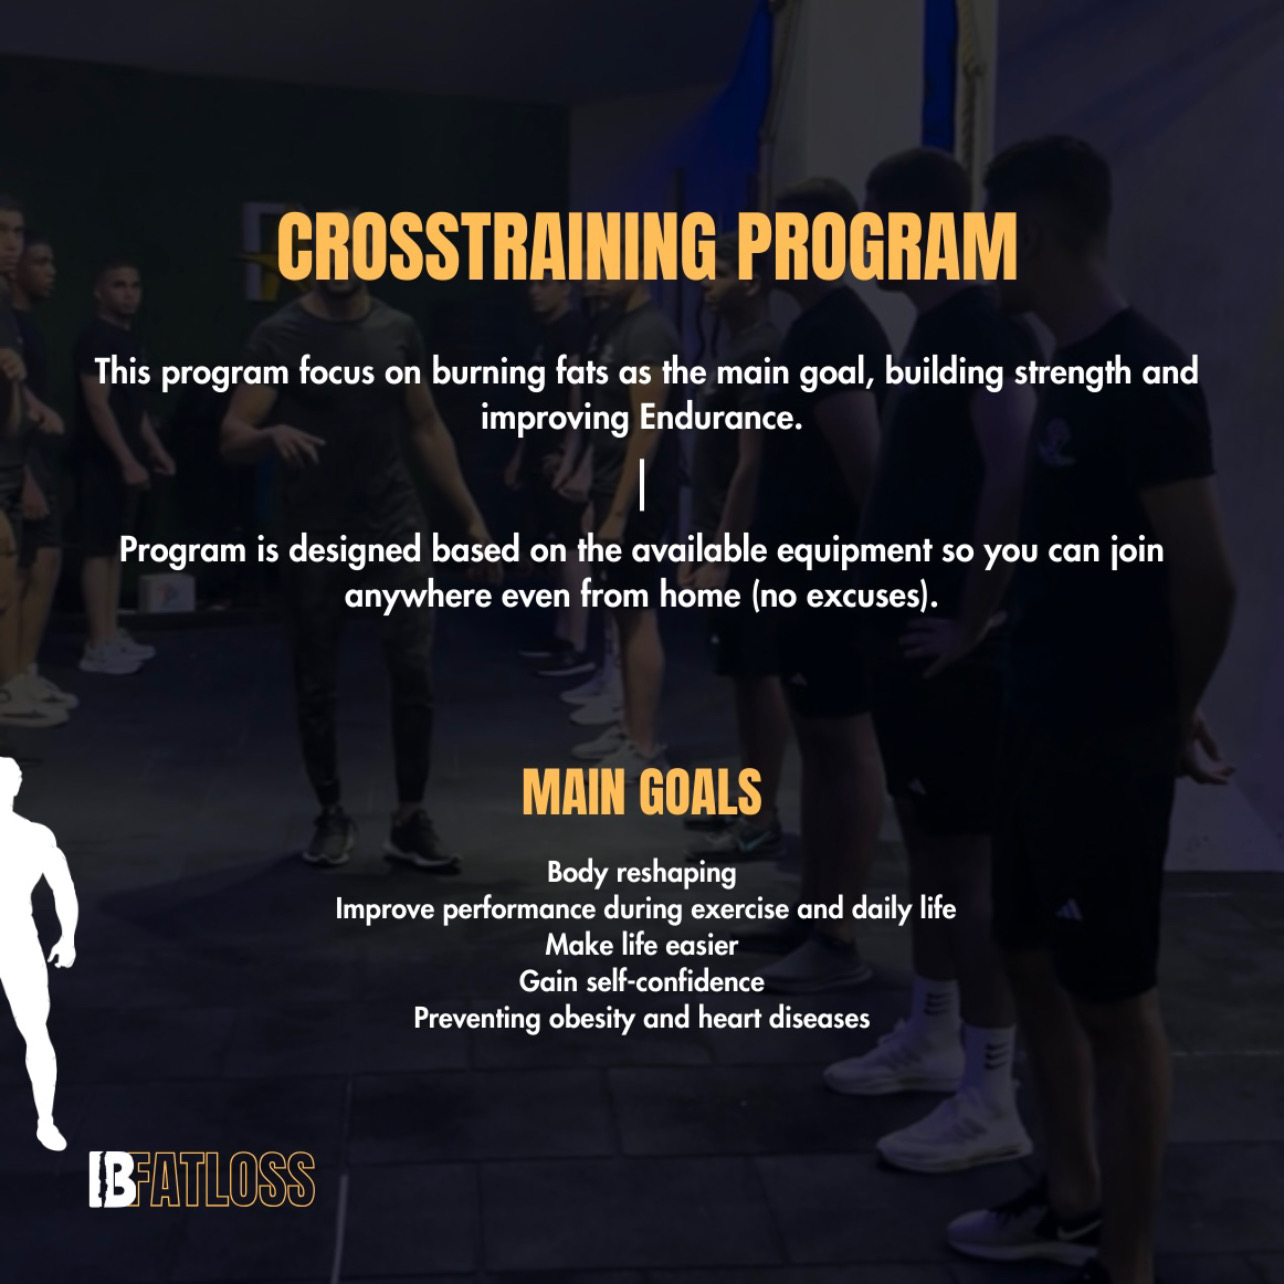 CROSSTRAINING PROGRAM
This program focus on burning fats as the main goal, building strength and
improving Endurance.
Program is designed based on the available equipment so you can join
anywhere even from home (no excuses).
MAIN GOALS
Body reshaping
Improve performance during exercise and daily life
Make life easier
Gain self-confidence
Preventing obesity and heart diseases
IBFATLOSS